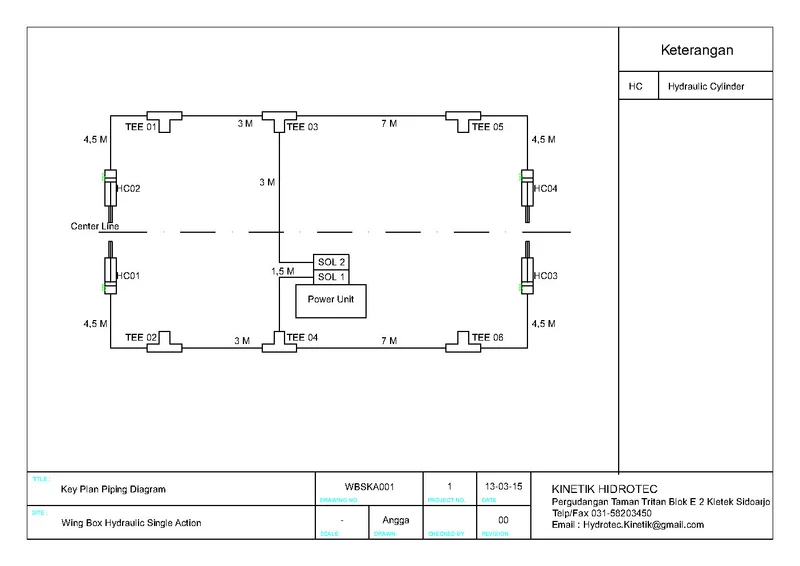 Keterangan
HC Hydraulic Cylinder
TEE 01 3 M TEE 03 7 M TEE 05
4,5 M 4,5 M
3 M
HC02 HC04
Center Line
SOL 2
1,5 M SOL 1
HC01 HC03
Power Unit
4,5 M 4,5 M
TEE 02 3 M TEE 04 7 M TEE 06
TITLE :
Key Plan Piping Diagram
WBSKA001
DRAWING NO.
1
PROJECT NO.
13-03-15
DATE
SITE :
Wing Box Hydraulic Single Action
-
SCALE
Angga
DRAWN
CHECKED BY
00
REVISION
KINETIK HIDROTEC
Pergudangan Taman Tritan Blok E 2 Kletek Sidoarjo
Telp/Fax 031-58203450
Email : Hydrotec.Kinetik@gmail.com